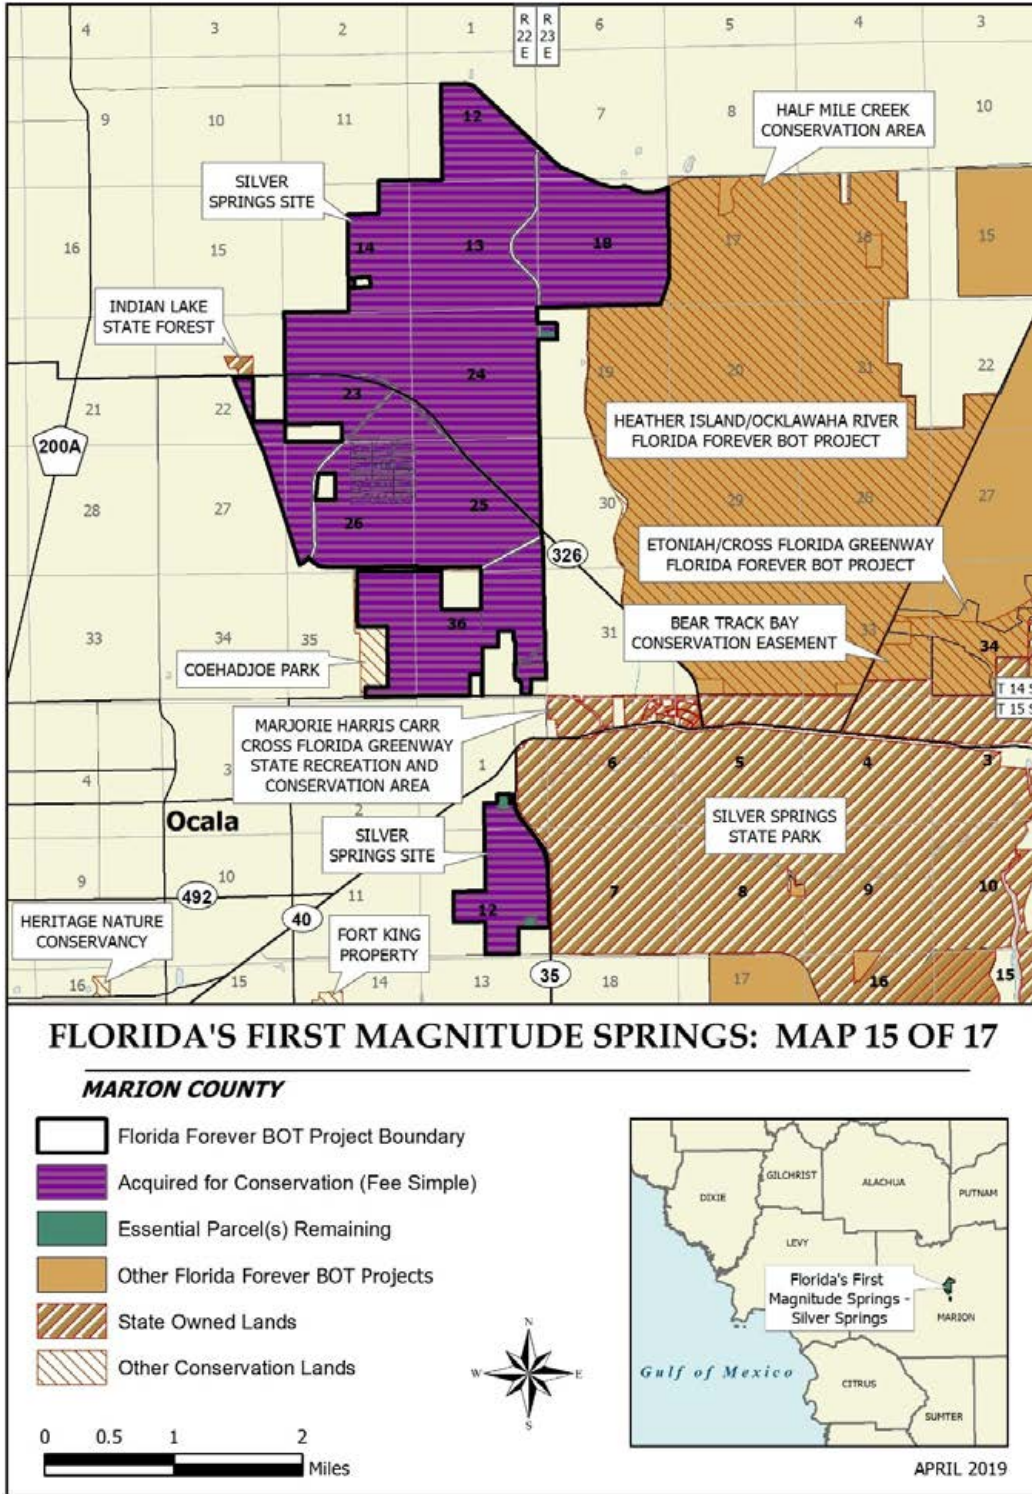 4
3
2
1
R
22
E
R
23
E
6
5
4
3
9
10
11
12
7
8
HALF MILE CREEK
CONSERVATION AREA
10
SILVER
SPRINGS SITE
16
15
14
13
18
17
16
15
INDIAN LAKE
STATE FOREST
21
22
23
24
19
20
21
22
200A
HEATHER ISLAND/OCKLAWAHA RIVER
FLORIDA FOREVER BOT PROJECT
28
27
26
25
30
29
28
27
326
ETONIAH/CROSS FLORIDA GREENWAY
FLORIDA FOREVER BOT PROJECT
33
34
35
36
31
BEAR TRACK BAY
CONSERVATION EASEMENT
33
34
COEHADJOE PARK
T 14 S
T 15 S
MARJORIE HARRIS CARR
CROSS FLORIDA GREENWAY
STATE RECREATION AND
CONSERVATION AREA
4
3
2
1
6
5
4
3
Ocala
SILVER
SPRINGS SITE
SILVER SPRINGS
STATE PARK
9
10
11
12
7
8
9
10
492
40
HERITAGE NATURE
CONSERVANCY
FORT KING
PROPERTY
16
15
14
13
35
18
17
16
15
FLORIDA'S FIRST MAGNITUDE SPRINGS: MAP 15 OF 17
MARION COUNTY
Florida Forever BOT Project Boundary
Acquired for Conservation (Fee Simple)
Essential Parcel(s) Remaining
Other Florida Forever BOT Projects
State Owned Lands
Other Conservation Lands
0 0.5 1 2
Miles
N
W E
S
DIXIE
GILCHRIST
ALACHUA
PUTNAM
LEVY
Florida's First
Magnitude Springs -
Silver Springs
MARION
Gulf of Mexico
CITRUS
SUMTER
APRIL 2019